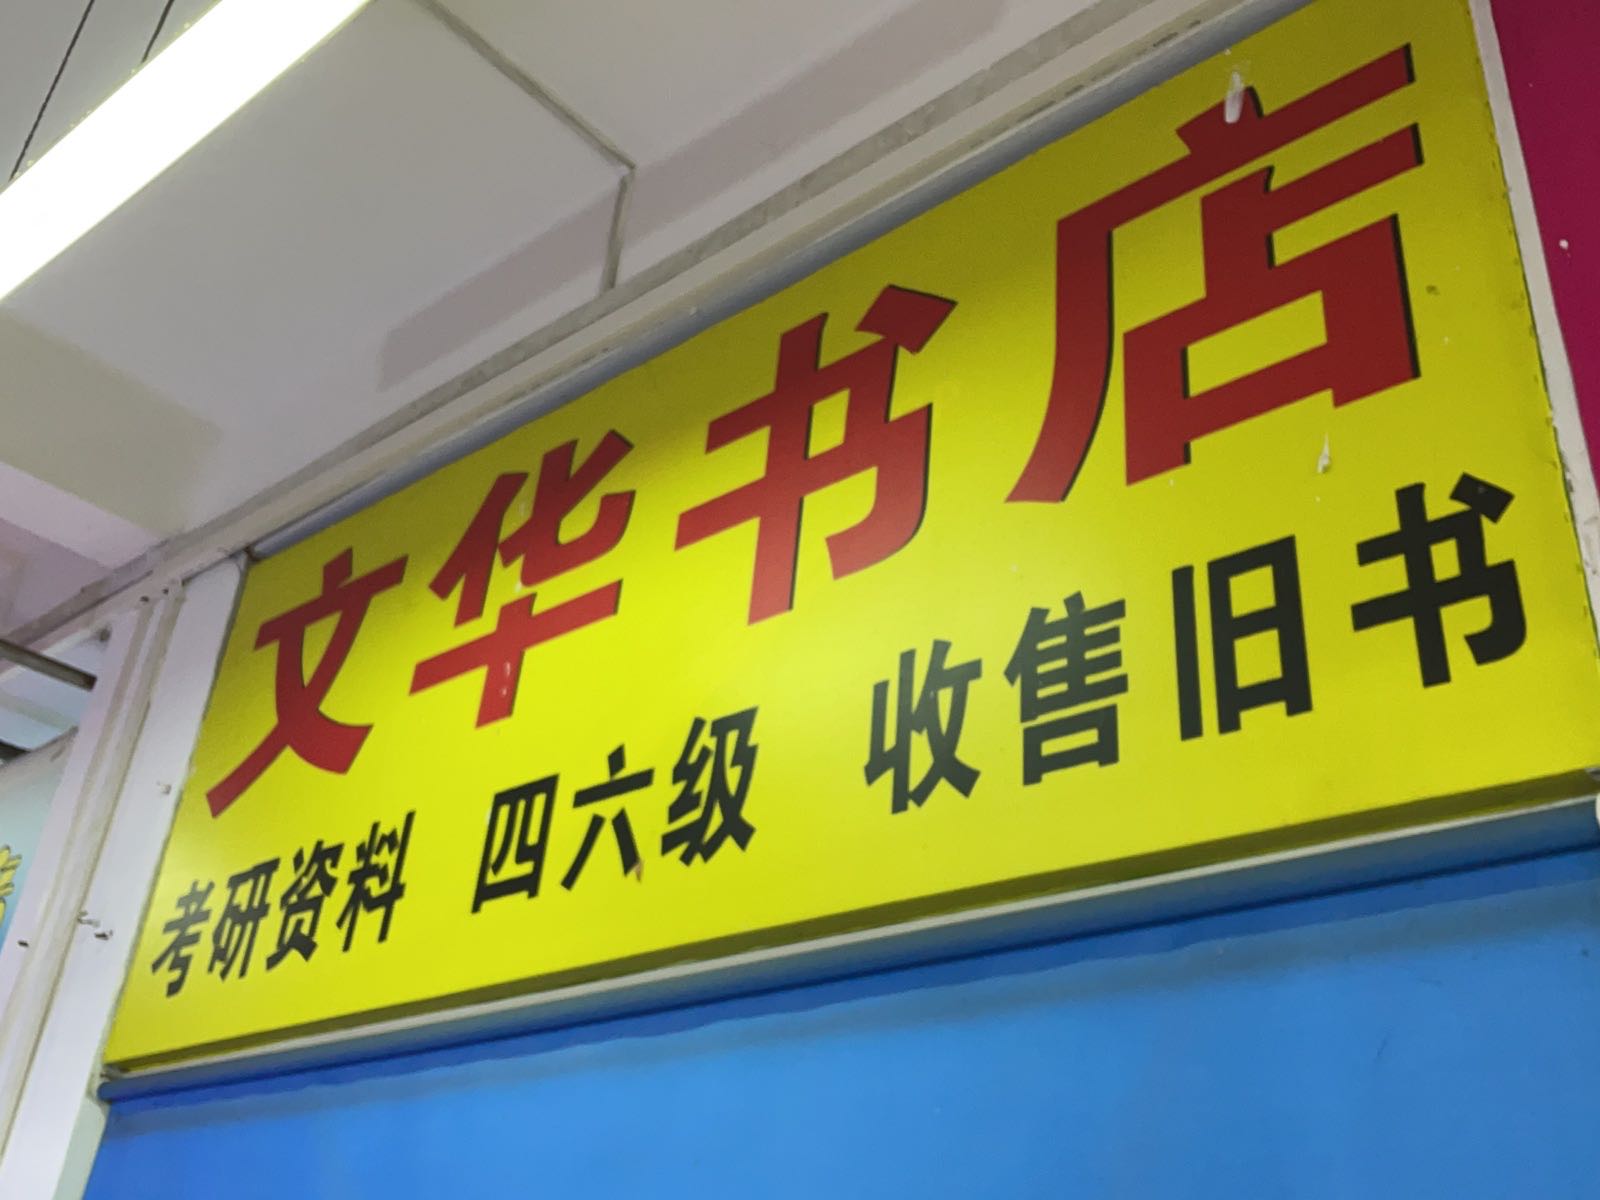 文华书店
考研资料 四六级 收售旧书